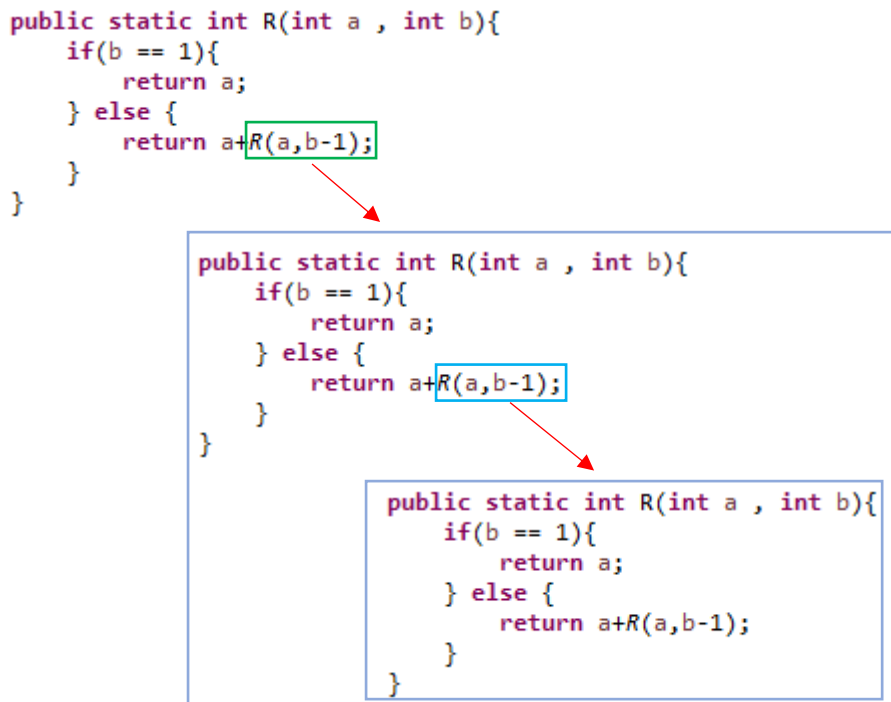 public static int R(int a , int b){
    if(b == 1){
        return a;
    } else {
        return a+R(a,b-1);
    }
}
public static int R(int a , int b){
    if(b == 1){
        return a;
    } else {
        return a+R(a,b-1);
    }
}
public static int R(int a , int b){
    if(b == 1){
        return a;
    } else {
        return a+R(a,b-1);
    }
}